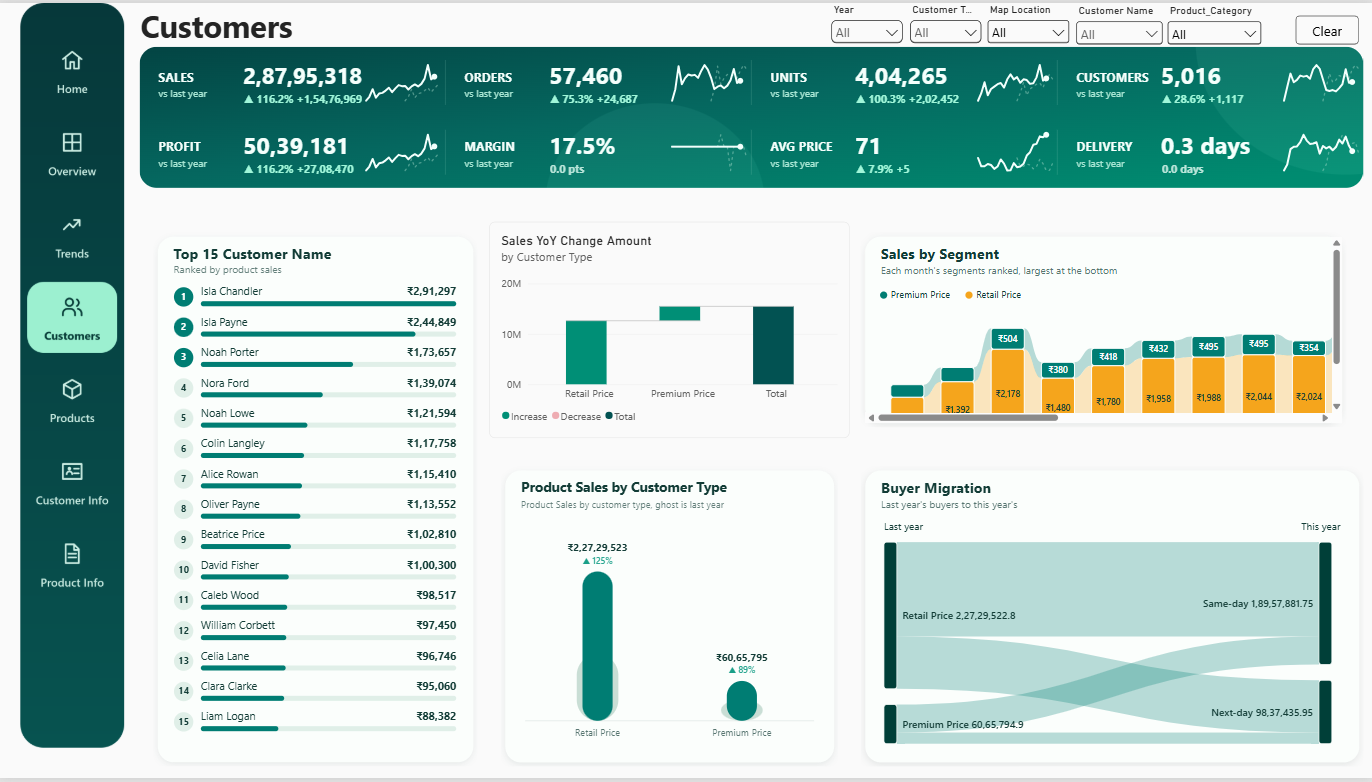 Customers
Year
Customer T...
Map Location
Customer Name
Product_Category
All
All
All
All
All
Clear
Home
Overview
Trends
Customers
Products
Customer Info
Product Info
SALES
vs last year
2,87,95,318
▲ 116.2% +1,54,76,969
ORDERS
vs last year
57,460
▲ 75.3% +24,687
UNITS
vs last year
4,04,265
▲ 100.3% +2,02,452
CUSTOMERS
vs last year
5,016
▲ 28.6% +1,117
PROFIT
vs last year
50,39,181
▲ 116.2% +27,08,470
MARGIN
vs last year
17.5%
0.0 pts
AVG PRICE
vs last year
71
▲ 7.9% +5
DELIVERY
vs last year
0.3 days
0.0 days
Top 15 Customer Name
Ranked by product sales
1 Isla Chandler ₹2,91,297
2 Isla Payne ₹2,44,849
3 Noah Porter ₹1,73,657
4 Nora Ford ₹1,39,074
5 Noah Lowe ₹1,21,594
6 Colin Langley ₹1,17,758
7 Alice Rowan ₹1,15,410
8 Oliver Payne ₹1,13,552
9 Beatrice Price ₹1,02,810
10 David Fisher ₹1,00,300
11 Caleb Wood ₹98,517
12 William Corbett ₹97,450
13 Celia Lane ₹96,746
14 Clara Clarke ₹95,060
15 Liam Logan ₹88,382
Sales YoY Change Amount
by Customer Type
20M
10M
0M
Retail Price
Premium Price
Total
Increase
Decrease
Total
Sales by Segment
Each month's segments ranked, largest at the bottom
Premium Price
Retail Price
₹504
₹380
₹418
₹432
₹495
₹495
₹354
₹1,392
₹2,178
₹1,480
₹1,780
₹1,958
₹1,988
₹2,044
₹2,024
Product Sales by Customer Type
Product Sales by customer type, ghost is last year
₹2,27,29,523
▲ 125%
₹60,65,795
▲ 89%
Retail Price
Premium Price
Buyer Migration
Last year's buyers to this year's
Last year
This year
Retail Price 2,27,29,522.8
Same-day 1,89,57,881.75
Premium Price 60,65,794.9
Next-day 98,37,435.95